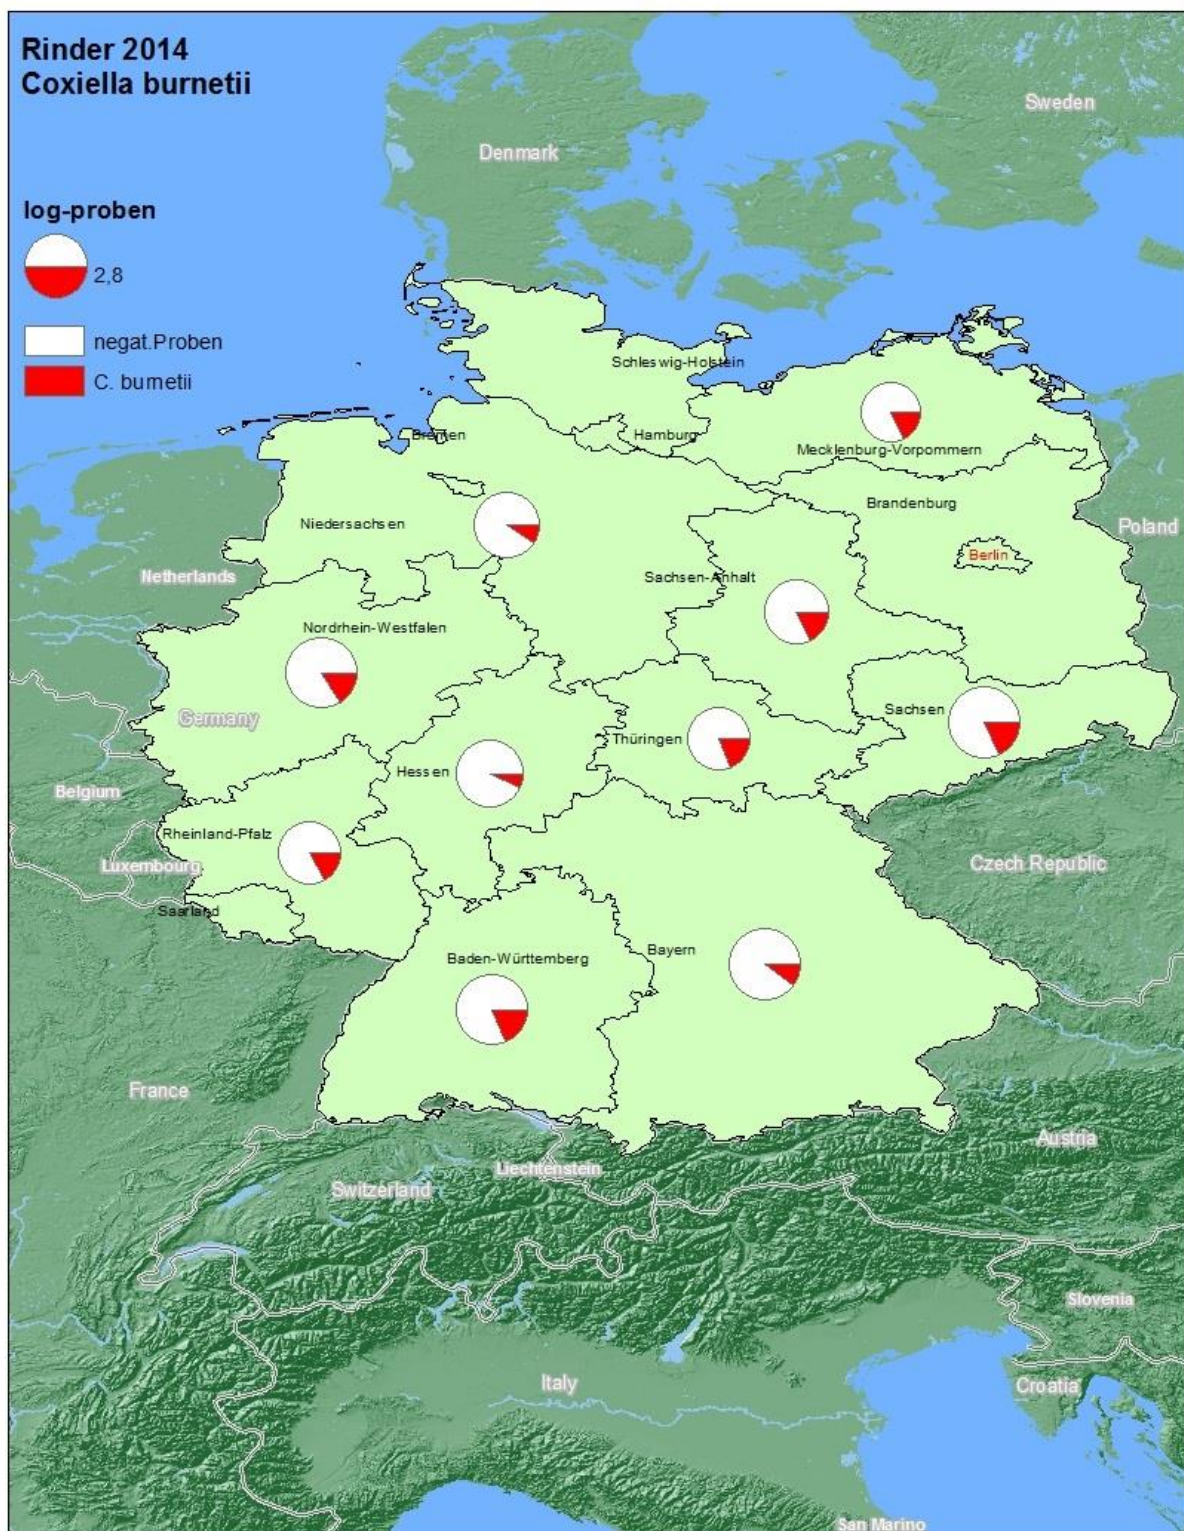 Rinder 2014
Coxiella burnetii
Sweden
Denmark
log-proben
2,8
negat.Proben
C. burnetii
Schleswig-Holstein
Bremen
Hamburg
Mecklenburg-Vorpommern
Brandenburg
Niedersachsen
Poland
Berlin
Netherlands
Sachsen-Anhalt
Nordrhein-Westfalen
Germany
Sachsen
Thüringen
Hessen
Belgium
Rheinland-Pfalz
Luxembourg
Czech Republic
Saarland
Bayern
Baden-Württemberg
France
Austria
Liechtenstein
Switzerland
Slovenia
Italy
Croatia
San Marino